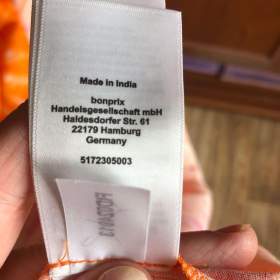 Made in India
bonprix
Handelsgesellschaft mbH
Haldesdorfer Str. 61
22179 Hamburg
Germany
5172305003